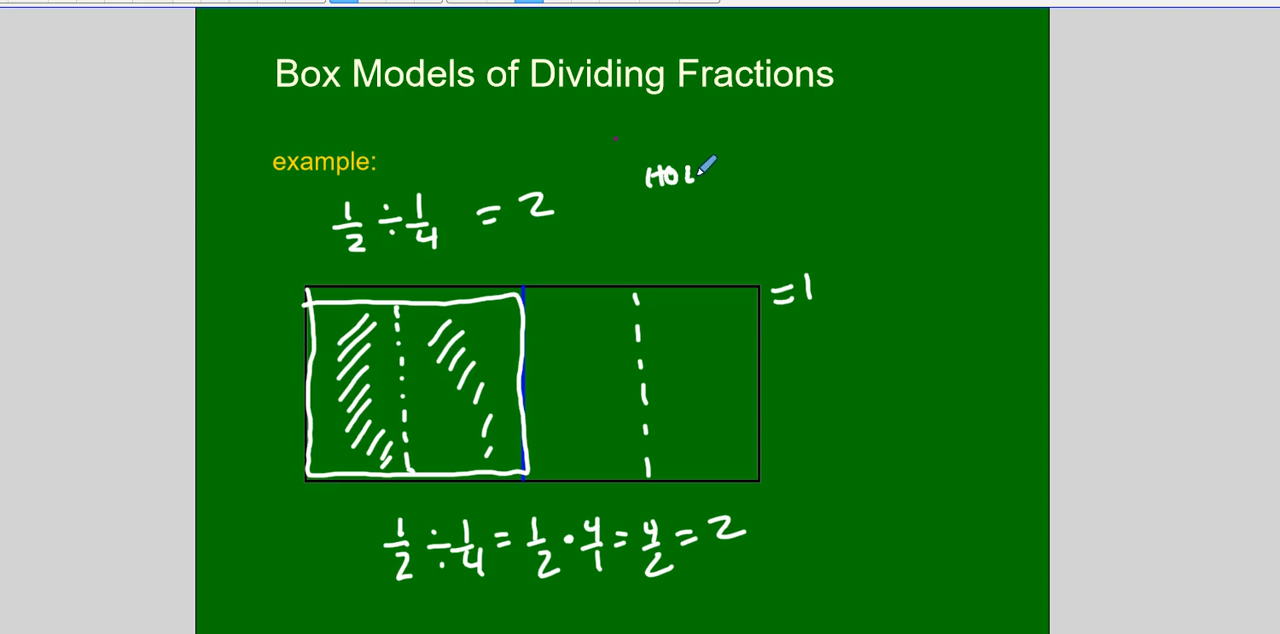 Box Models of Dividing Fractions
example:
HO
1/2 ÷ 1/4 = 2
= 1
1/2 ÷ 1/4 = 1/2 • 4/1 = 4/2 = 2